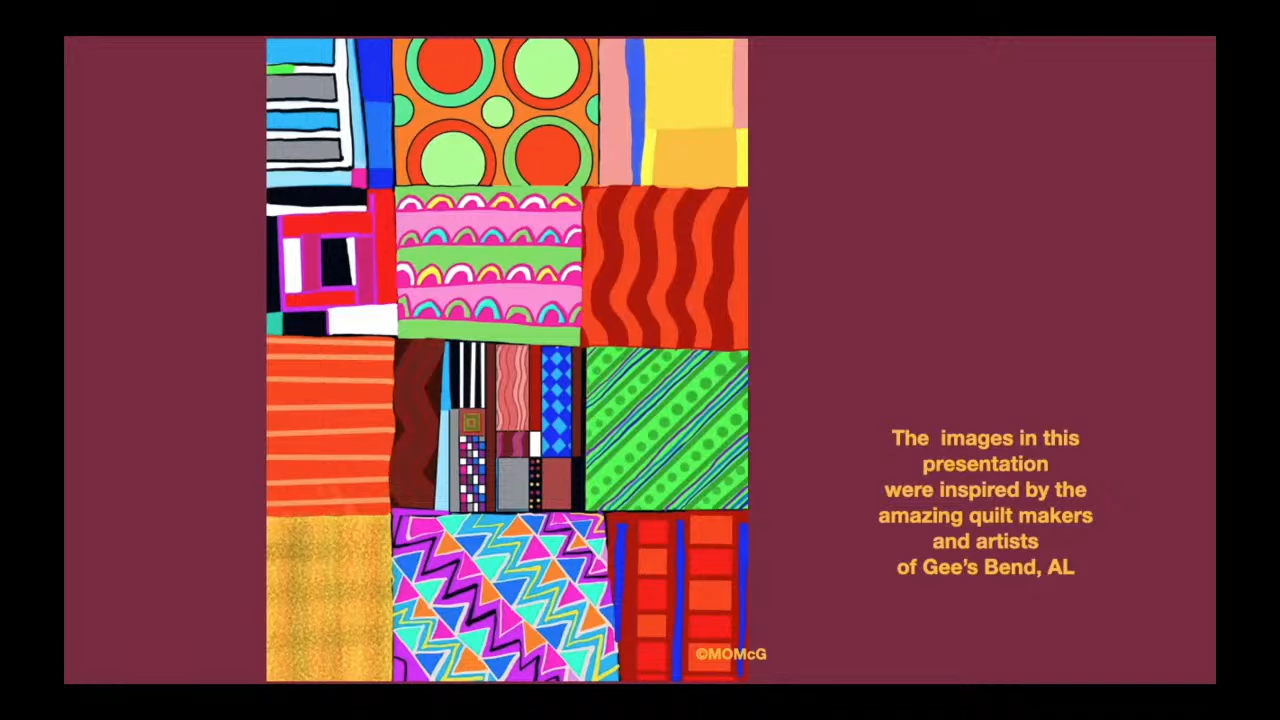 The  images in this
presentation
were inspired by the
amazing quilt makers
and artists
of Gee's Bend, AL
©MOMcG